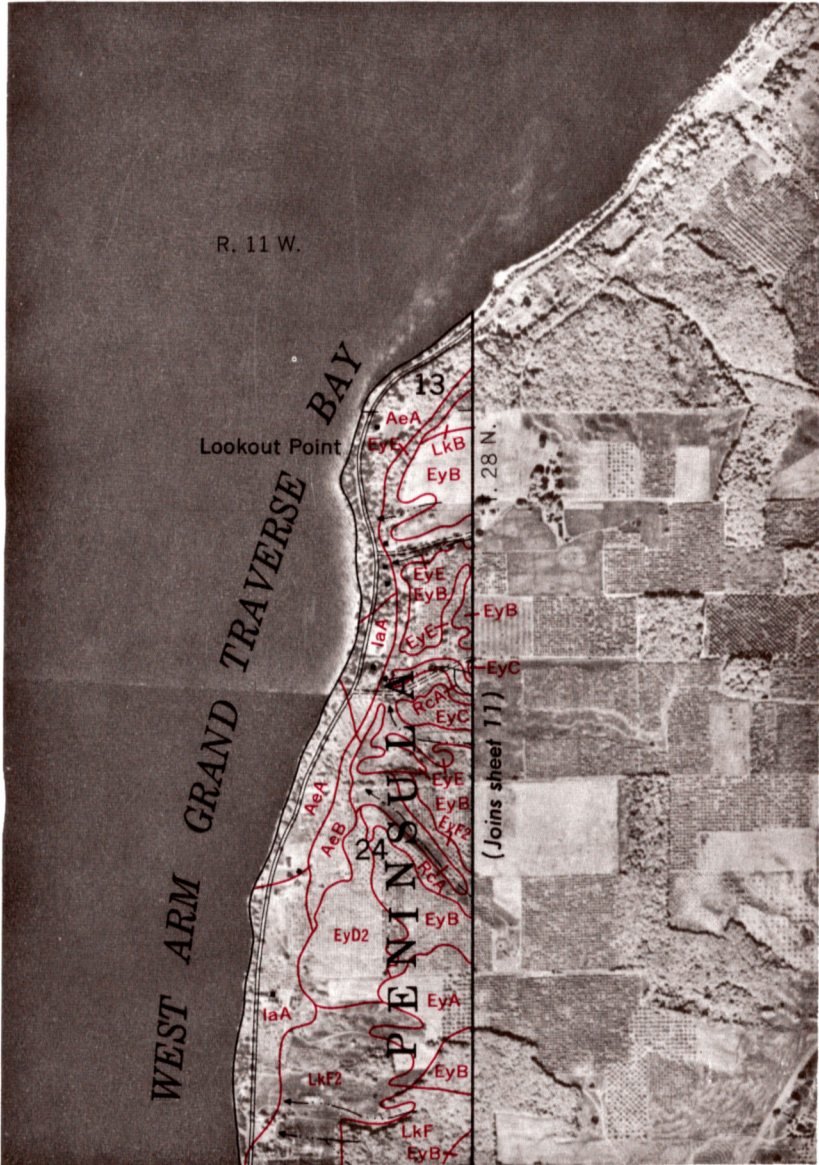 R. 11 W.
WEST ARM GRAND TRAVERSE BAY
13
AeA
Lookout Point
EyE
LkB
EyB
T. 28 N.
EyE
EyB
EyB
IaA
EyE
EyC
RcA
EyC
PENINSULA
(Joins sheet 11)
EyE
AeA
EyB
EyF2
AeB
24
RcA
EyB
EyD2
EyA
IaA
EyB
LkF2
LkF
EyB